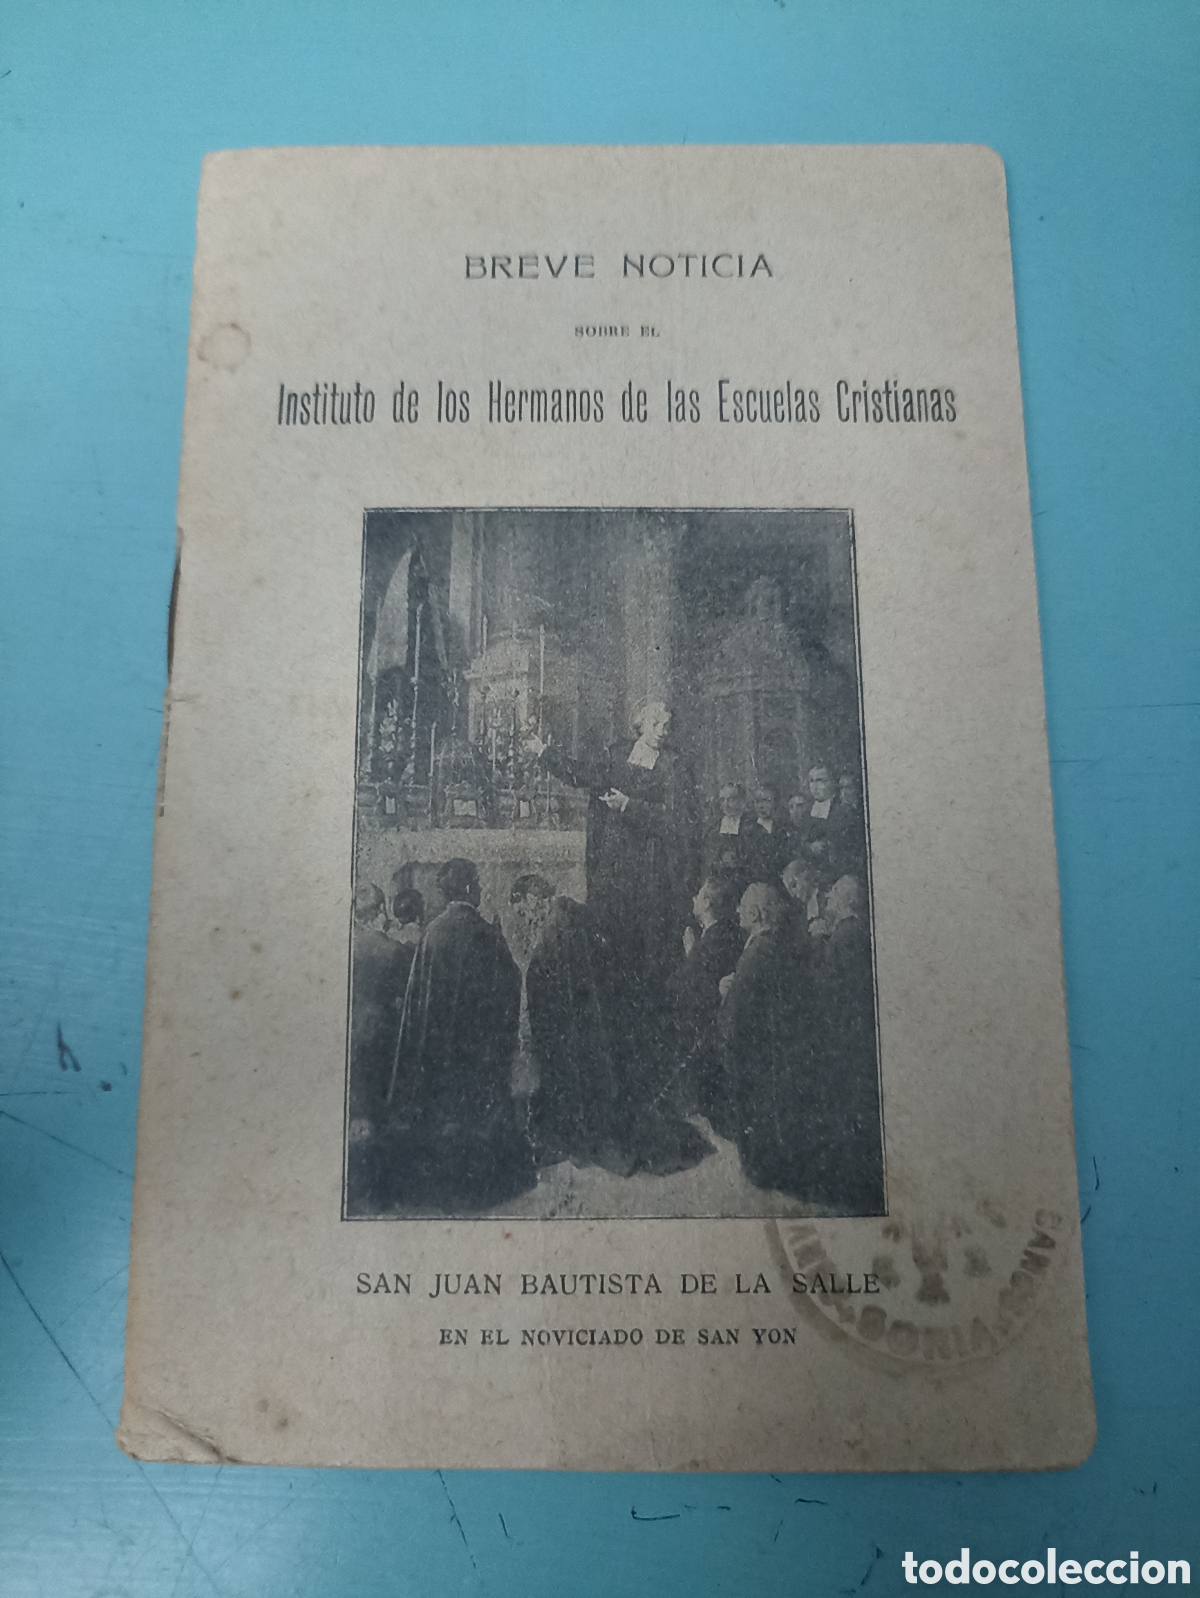 BREVE NOTICIA
SOBRE EL
Instituto de los Hermanos de las Escuelas Cristianas
SAN JUAN BAUTISTA DE LA SALLE
EN EL NOVICIADO DE SAN YON
todocoleccion